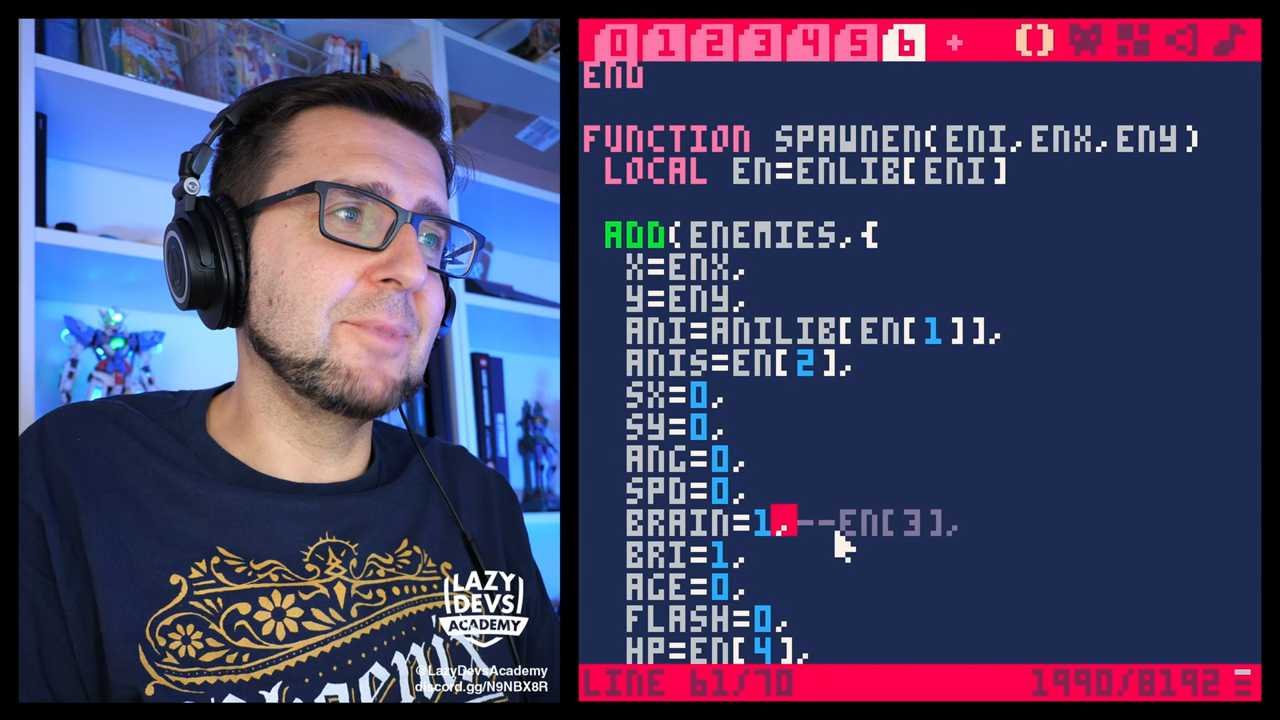 0 1 2 3 4 5 6 + ()
END
FUNCTION SPAWNEN(ENI,ENX,ENY)
LOCAL EN=ENLIB[ENI]
ADD(ENEMIES,{
X=ENX,
Y=ENY,
ANI=ANILIB[EN[1]],
ANIS=EN[2],
SX=0,
SY=0,
ANG=0,
SPD=0,
BRAIN=1,--EN[3],
BRI=1,
AGE=0,
FLASH=0,
HP=EN[4],
LINE 61/70 1990/8192
LAZY
DEVS
ACADEMY
@LazyDevsAcademy
discord.gg/N9NBX8R